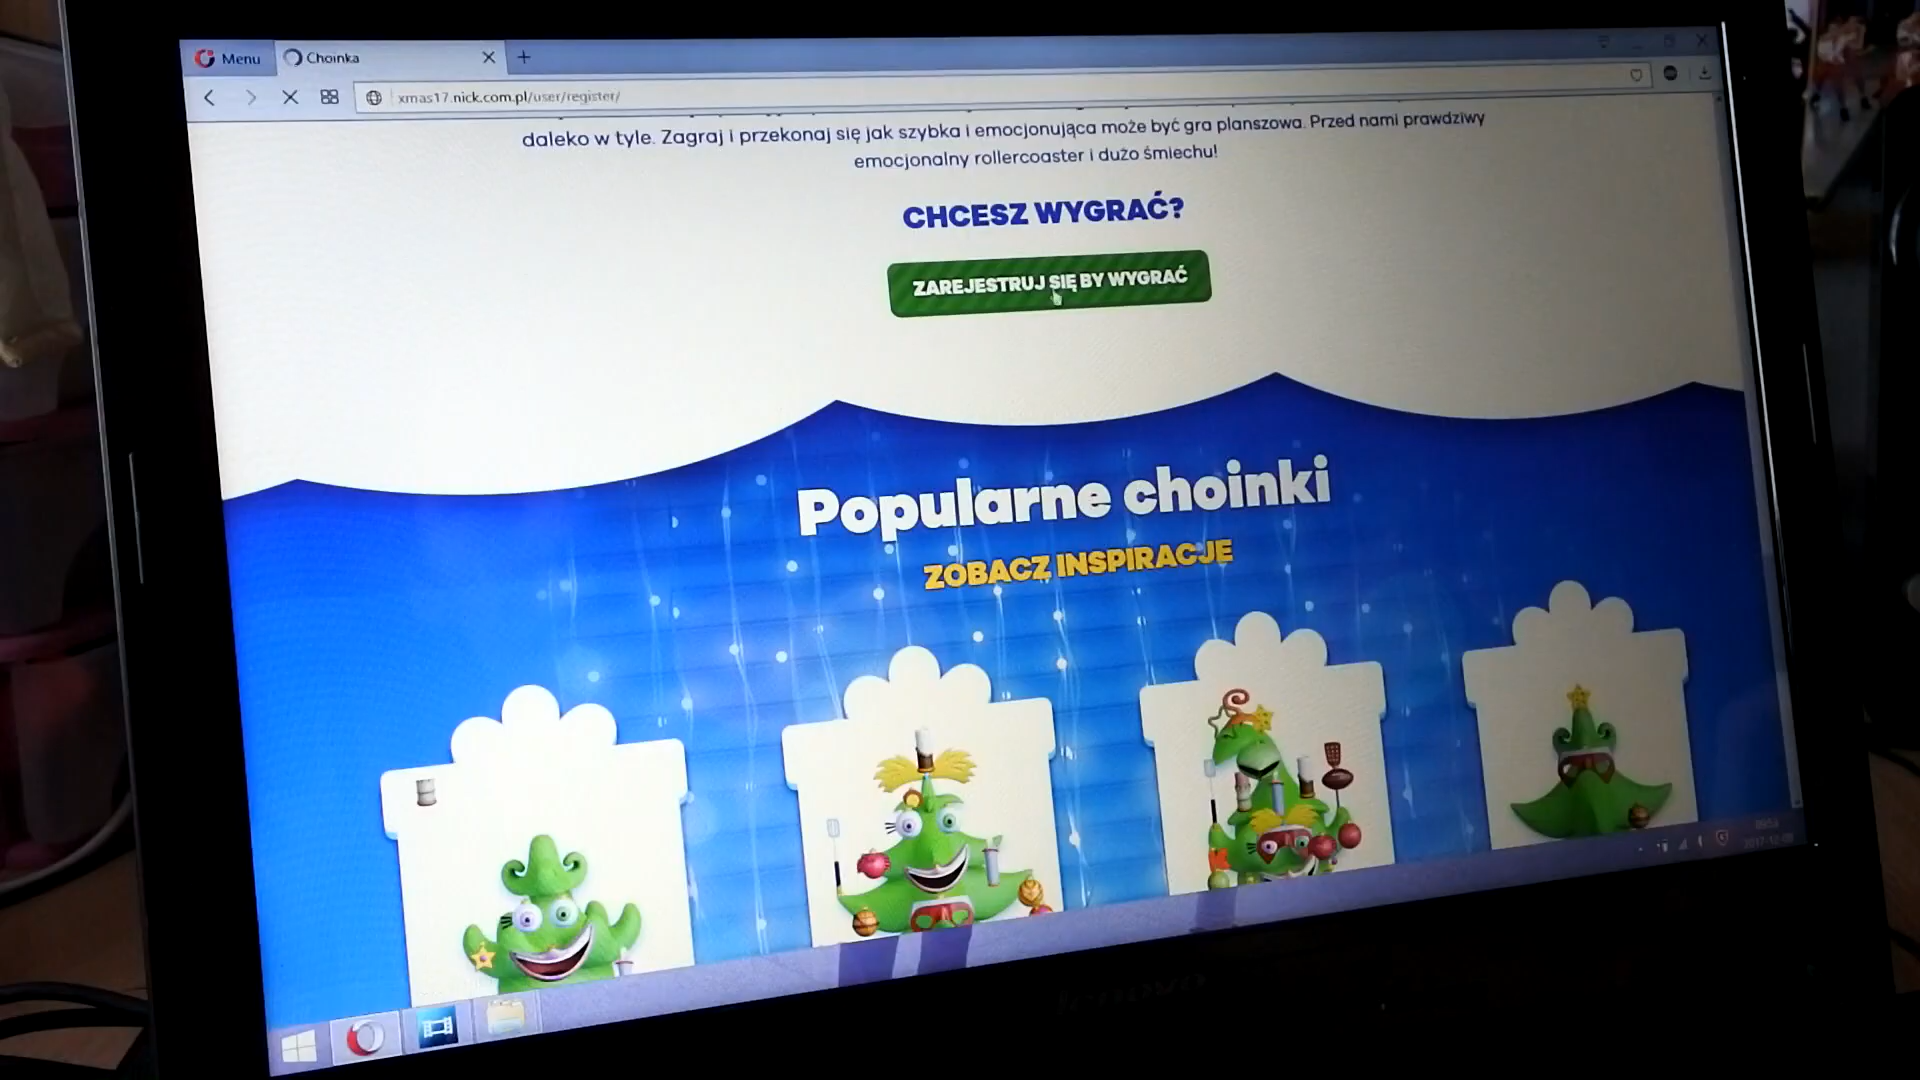 Menu
Choinka
xmas17.nick.com.pl/user/register/
daleko w tyle. Zagraj i przekonaj się jak szybka i emocjonująca może być gra planszowa. Przed nami prawdziwy
emocjonalny rollercoaster i dużo śmiechu!
CHCESZ WYGRAĆ?
ZAREJESTRUJ SIĘ BY WYGRAĆ
Popularne choinki
ZOBACZ INSPIRACJE